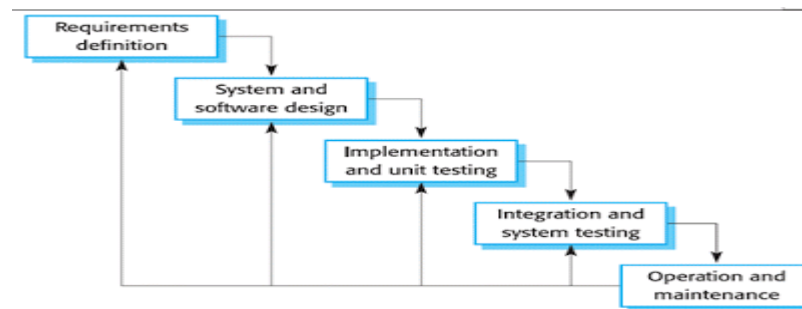 Requirements
definition
System and
software design
Implementation
and unit testing
Integration and
system testing
Operation and
maintenance